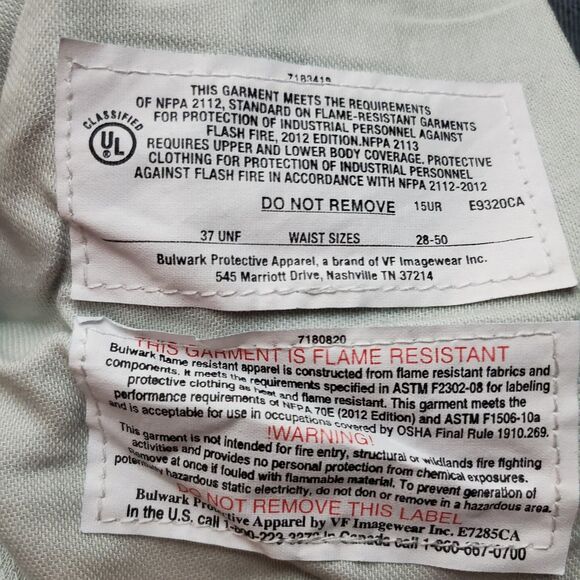 7183419
THIS GARMENT MEETS THE REQUIREMENTS
OF NFPA 2112, STANDARD ON FLAME-RESISTANT GARMENTS
FOR PROTECTION OF INDUSTRIAL PERSONNEL AGAINST
FLASH FIRE, 2012 EDITION.NFPA 2113
REQUIRES UPPER AND LOWER BODY COVERAGE. PROTECTIVE
CLOTHING FOR PROTECTION OF INDUSTRIAL PERSONNEL
AGAINST FLASH FIRE IN ACCORDANCE WITH NFPA 2112-2012
CLASSIFIED
UL
DO NOT REMOVE 15UR E9320CA
37 UNF WAIST SIZES 28-50
Bulwark Protective Apparel, a brand of VF Imagewear Inc.
545 Marriott Drive, Nashville TN 37214
7180820
THIS GARMENT IS FLAME RESISTANT
Bulwark flame resistant apparel is constructed from flame resistant fabrics and
components. It meets the requirements specified in ASTM F2302-08 for labeling
protective clothing as heat and flame resistant. This garment meets the
performance requirements of NFPA 70E (2012 Edition) and ASTM F1506-10a
and is acceptable for use in occupations covered by OSHA Final Rule 1910.269.
!WARNING!
This garment is not intended for fire entry, structural or wildlands fire fighting
activities and provides no personal protection from chemical exposures.
Remove at once if fouled with flammable material. To prevent generation of
potentially hazardous static electricity, do not don or remove in a hazardous area.
DO NOT REMOVE THIS LABEL
Bulwark Protective Apparel by VF Imagewear Inc. E7285CA
In the U.S. call In Canada call 1-800-667-0700